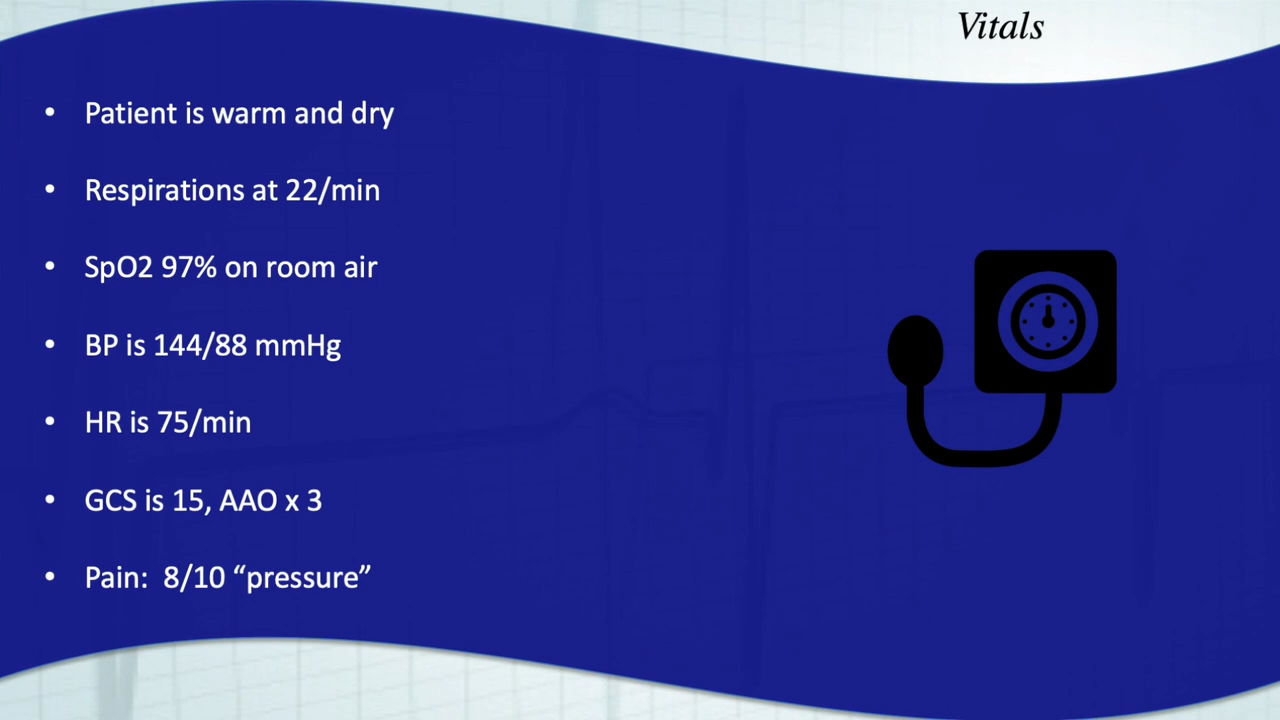 Vitals
• Patient is warm and dry
• Respirations at 22/min
• SpO2 97% on room air
• BP is 144/88 mmHg
• HR is 75/min
• GCS is 15, AAO x 3
• Pain:  8/10 “pressure”